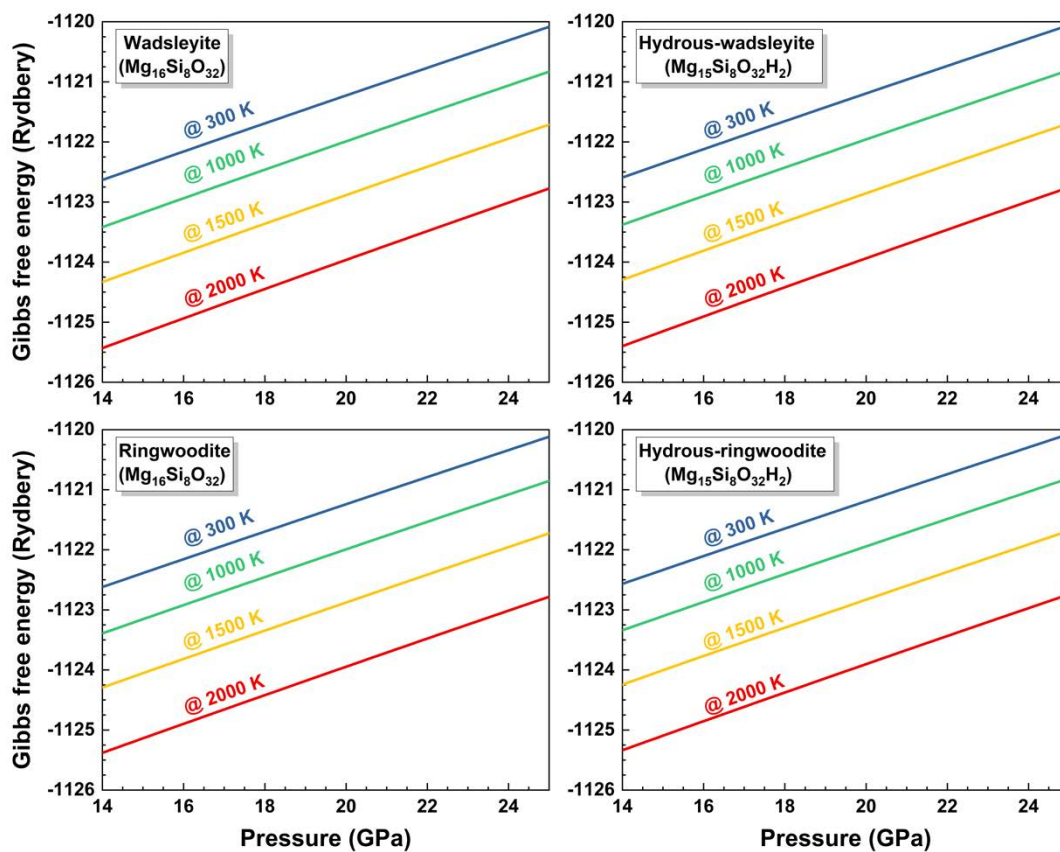 Gibbs free energy (Rydbery)
-1120
-1121
-1122
-1123
-1124
-1125
-1126
Wadsleyite
(Mg₁₆Si₈O₃₂)
@ 300 K
@ 1000 K
@ 1500 K
@ 2000 K
14 16 18 20 22 24
-1120
-1121
-1122
-1123
-1124
-1125
-1126
Hydrous-wadsleyite
(Mg₁₅Si₈O₃₂H₂)
@ 300 K
@ 1000 K
@ 1500 K
@ 2000 K
14 16 18 20 22 24
Gibbs free energy (Rydbery)
-1120
-1121
-1122
-1123
-1124
-1125
-1126
Ringwoodite
(Mg₁₆Si₈O₃₂)
@ 300 K
@ 1000 K
@ 1500 K
@ 2000 K
14 16 18 20 22 24
Pressure (GPa)
-1120
-1121
-1122
-1123
-1124
-1125
-1126
Hydrous-ringwoodite
(Mg₁₅Si₈O₃₂H₂)
@ 300 K
@ 1000 K
@ 1500 K
@ 2000 K
14 16 18 20 22 24
Pressure (GPa)